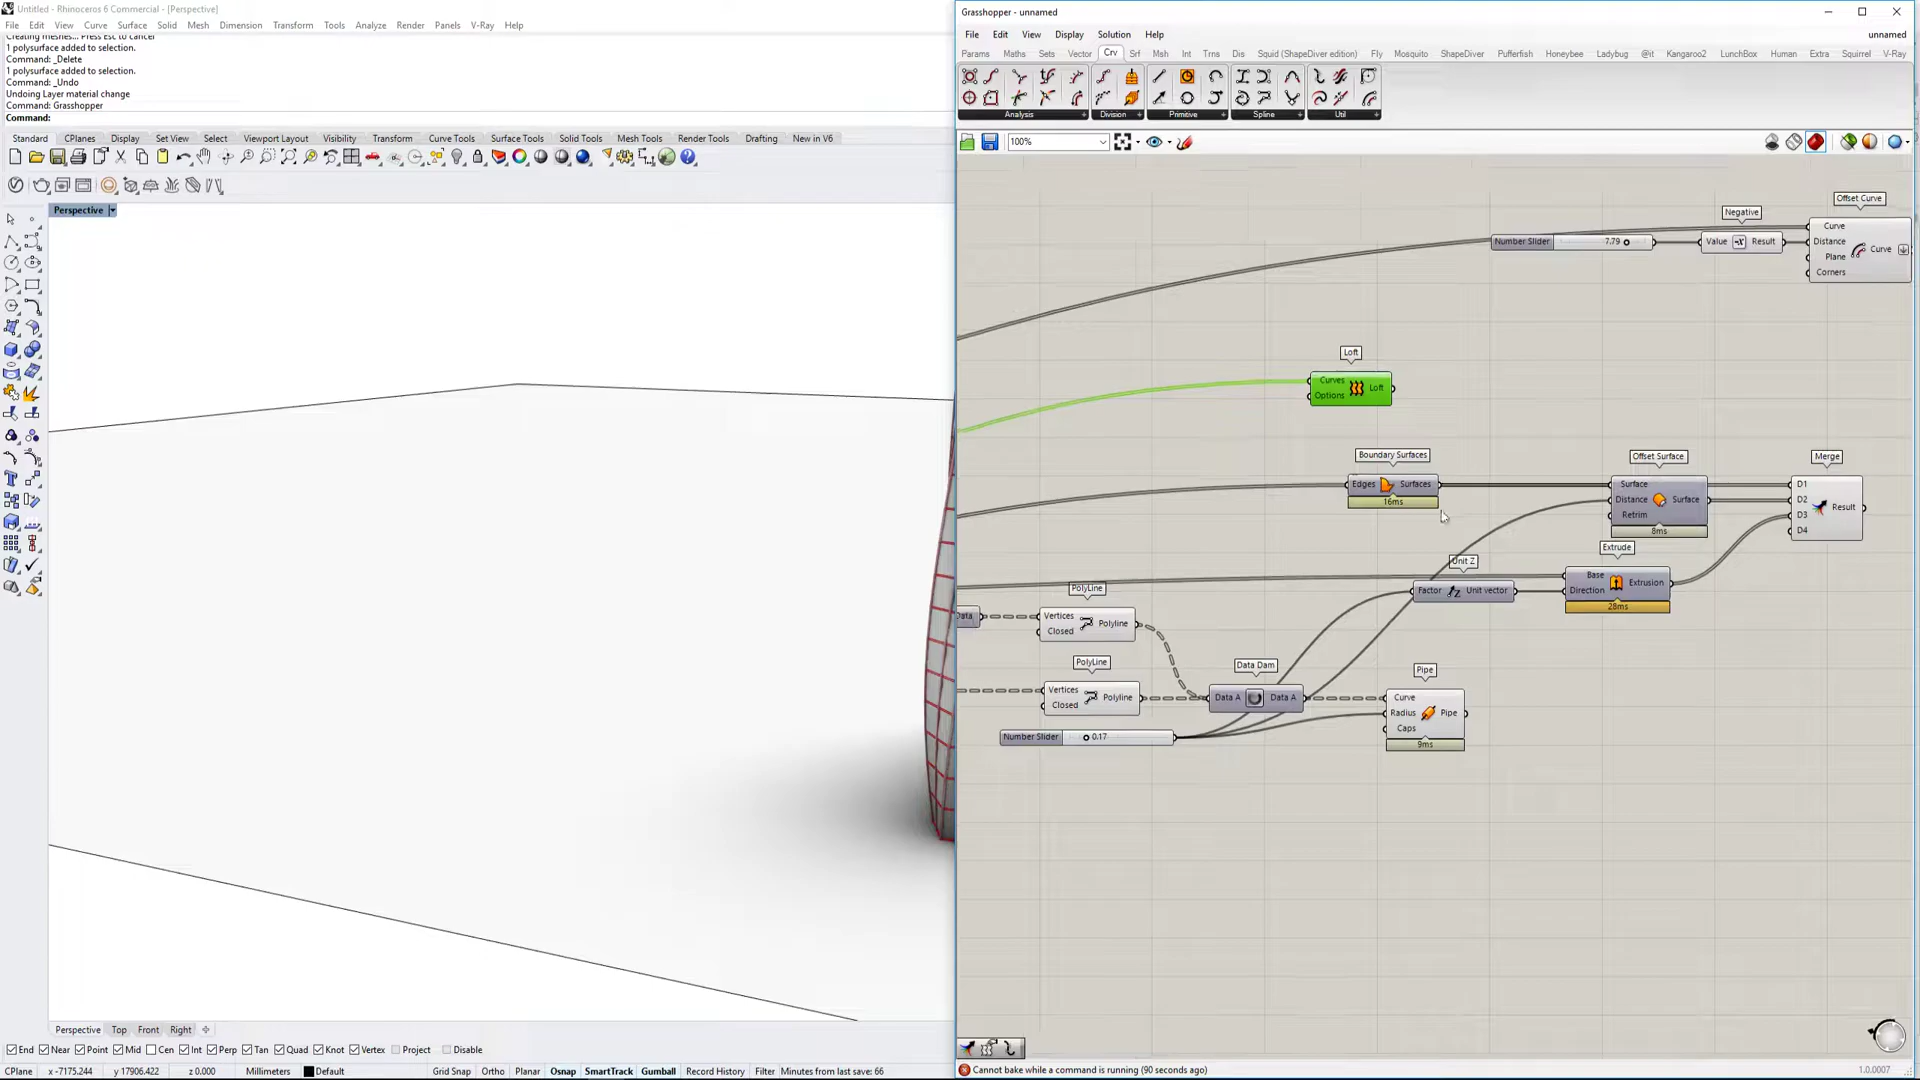 Untitled - Rhinoceros 6 Commercial - [Perspective]
File Edit View Curve Surface Solid Mesh Dimension Transform Tools Analyze Render Panels V-Ray Help
Creating meshes... Press Esc to cancel
1 polysurface added to selection.
Command: _Delete
1 polysurface added to selection.
Command: _Undo
Undoing Layer material change
Command: Grasshopper
Command:
Standard CPlanes Display Set View Select Viewport Layout Visibility Transform Curve Tools Surface Tools Solid Tools Mesh Tools Render Tools Drafting New in V6
Perspective
Perspective Top Front Right
End Near Point Mid Cen Int Perp Tan Quad Knot Vertex Project Disable
CPlane x -7175.244 y 17906.422 z 0.000 Millimeters Default Grid Snap Ortho Planar Osnap SmartTrack Gumball Record History Filter Minutes from last save: 66
Grasshopper - unnamed
File Edit View Display Solution Help
unnamed
Params Maths Sets Vector Crv Srf Msh Int Trns Dis Squid (ShapeDiver edition) Fly Mosquito ShapeDiver Pufferfish Honeybee Ladybug @it Kangaroo2 LunchBox Human Extra Squirrel V-Ray
Analysis Division Primitive Spline Util
100%
Offset Curve
Negative
Curve
Number Slider 7.79
Value Result
Distance
Curve
Plane
Corners
Loft
Curves
Loft
Options
Boundary Surfaces
Edges Surfaces
16ms
Offset Surface
Surface
Distance
Surface
Retrim
8ms
Merge
D1
D2
D3
D4
Result
Extrude
Base
Direction
Extrusion
28ms
Unit Z
Factor Unit vector
PolyLine
Data
Vertices
Closed
Polyline
PolyLine
Vertices
Closed
Polyline
Data Dam
Data A Data A
Pipe
Curve
Radius
Caps
Pipe
9ms
Number Slider 0.17
Cannot bake while a command is running (90 seconds ago)
1.0.0007